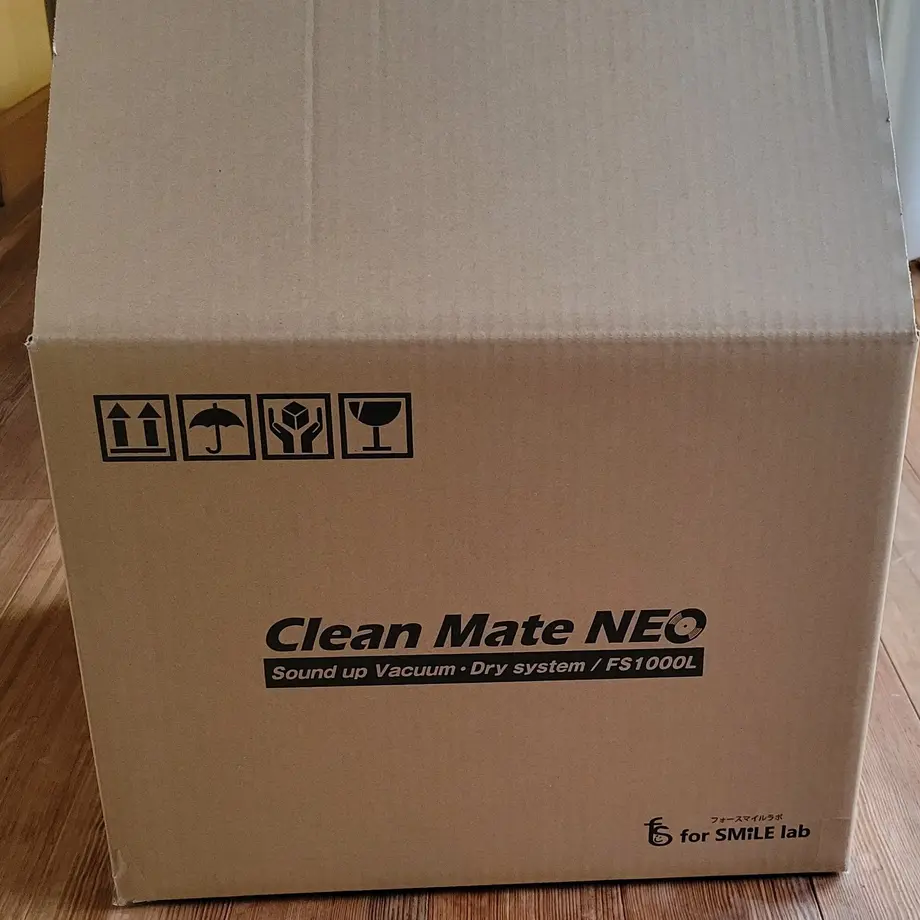 Clean Mate NEO
Sound up Vacuum・Dry system / FS1000L
フォースマイルラボ
fs for SMiLE lab